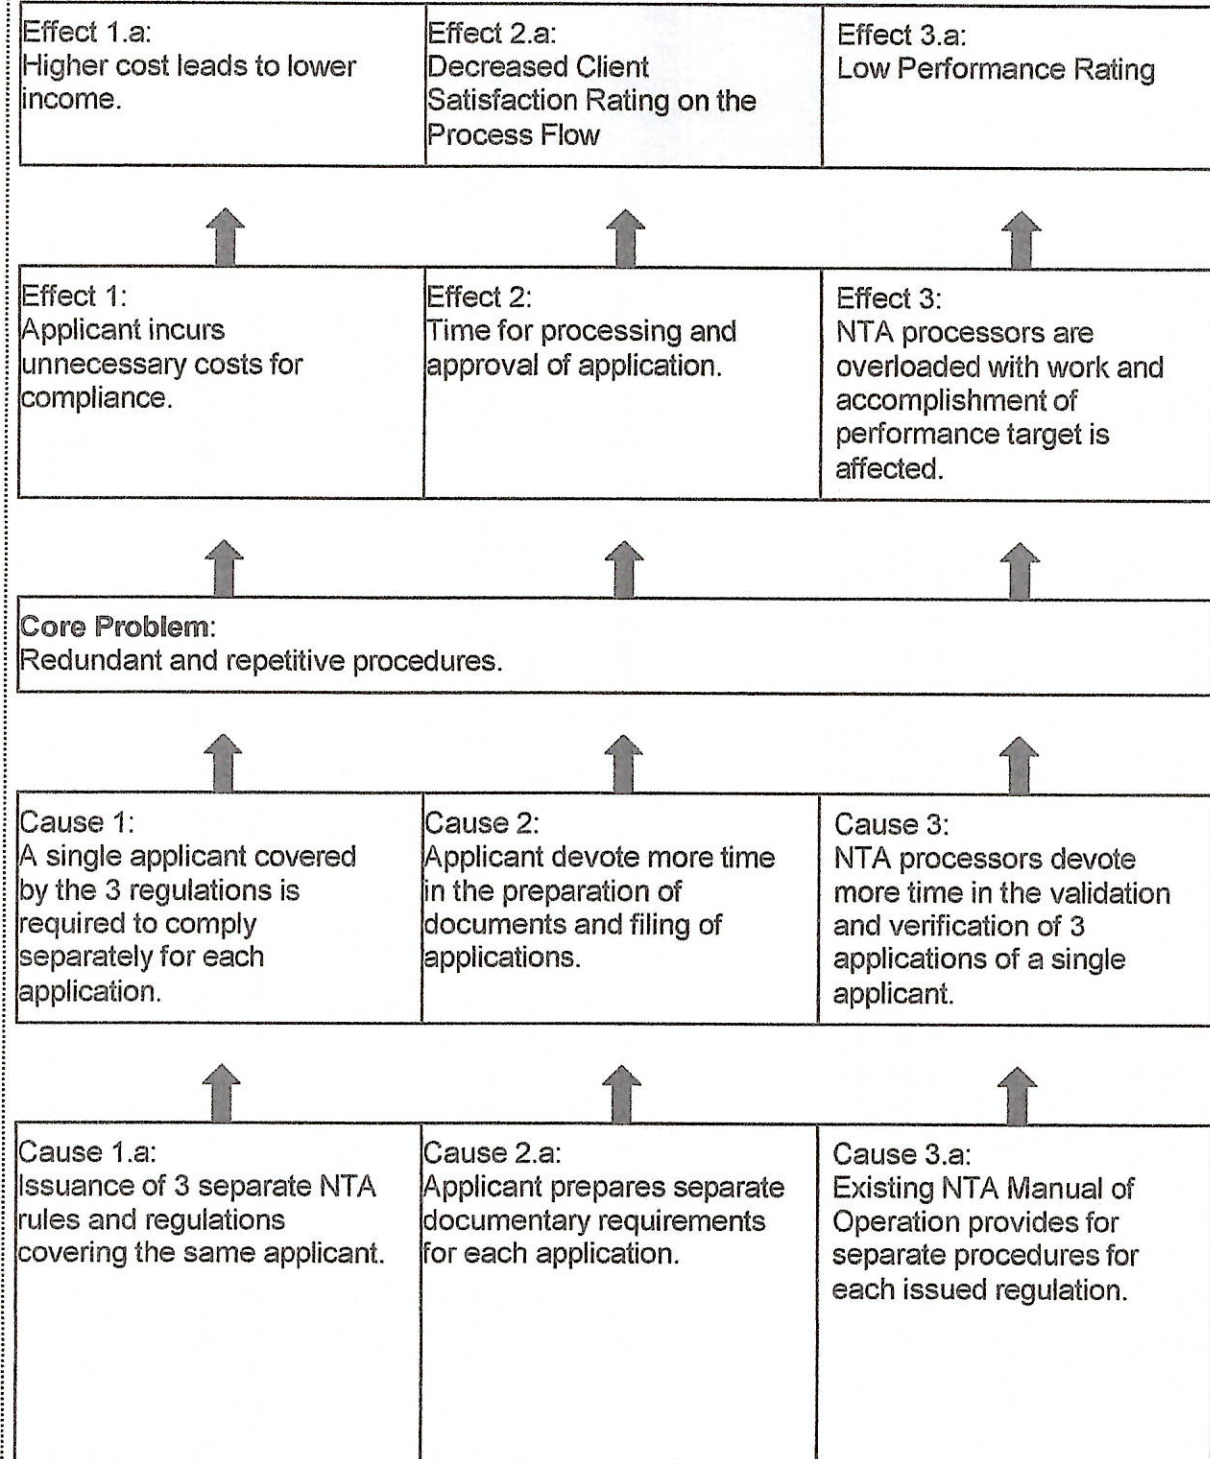 Effect 1.a:
Higher cost leads to lower
income.
Effect 2.a:
Decreased Client
Satisfaction Rating on the
Process Flow
Effect 3.a:
Low Performance Rating
Effect 1:
Applicant incurs
unnecessary costs for
compliance.
Effect 2:
Time for processing and
approval of application.
Effect 3:
NTA processors are
overloaded with work and
accomplishment of
performance target is
affected.
Core Problem:
Redundant and repetitive procedures.
Cause 1:
A single applicant covered
by the 3 regulations is
required to comply
separately for each
application.
Cause 2:
Applicant devote more time
in the preparation of
documents and filing of
applications.
Cause 3:
NTA processors devote
more time in the validation
and verification of 3
applications of a single
applicant.
Cause 1.a:
Issuance of 3 separate NTA
rules and regulations
covering the same applicant.
Cause 2.a:
Applicant prepares separate
documentary requirements
for each application.
Cause 3.a:
Existing NTA Manual of
Operation provides for
separate procedures for
each issued regulation.